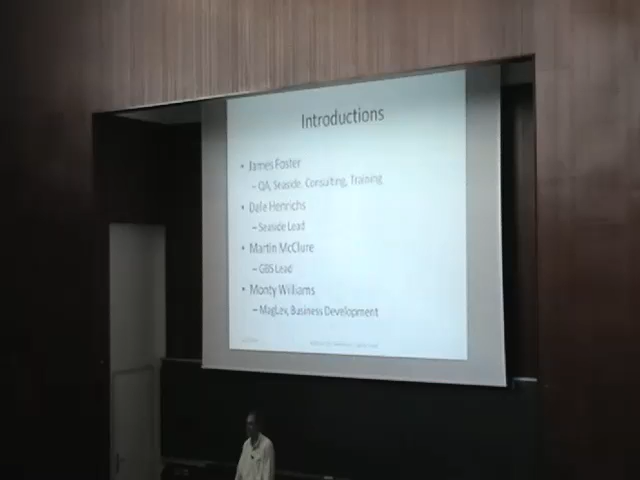 Introductions
• James Foster
– QA, Seaside, Consulting, Training
• Dale Henrichs
– Seaside Lead
• Martin McClure
– GBS Lead
• Monty Williams
– MagLev, Business Development